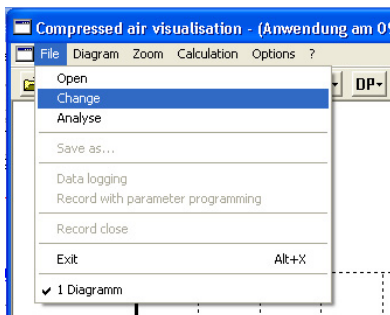 Compressed air visualisation - (Anwendung am 09
File Diagram Zoom Calculation Options ?
DP
Open
Change
Analyse
Save as...
Data logging
Record with parameter programming
Record close
Exit Alt+X
1 Diagramm